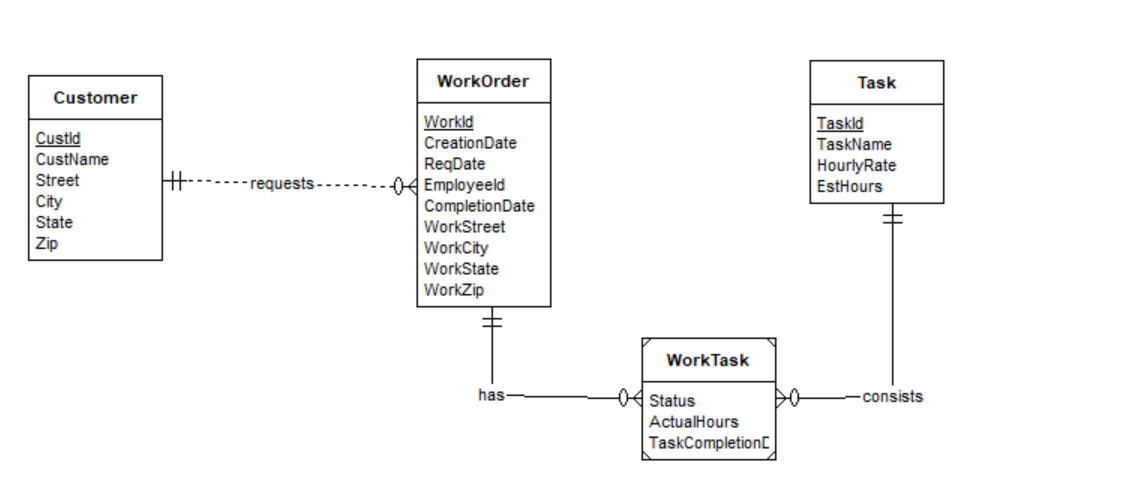 Customer
CustId
CustName
Street
City
State
Zip
requests
WorkOrder
WorkId
CreationDate
ReqDate
EmployeeId
CompletionDate
WorkStreet
WorkCity
WorkState
WorkZip
Task
TaskId
TaskName
HourlyRate
EstHours
has
WorkTask
Status
ActualHours
TaskCompletionD
consists